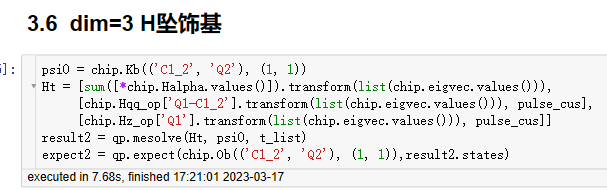 3.6 dim=3 H坠饰基
]:
psi0 = chip.Kb(('C1_2', 'Q2'), (1, 1))
Ht = [sum([*chip.Halpha.values()]).transform(list(chip.eigvec.values())),
[chip.Hqq_op['Q1-C1_2'].transform(list(chip.eigvec.values())), pulse_cus],
[chip.Hz_op['Q1'].transform(list(chip.eigvec.values())), pulse_cus]]
result2 = qp.mesolve(Ht, psi0, t_list)
expect2 = qp.expect(chip.Ob(('C1_2', 'Q2'), (1, 1)),result2.states)
executed in 7.68s, finished 17:21:01 2023-03-17